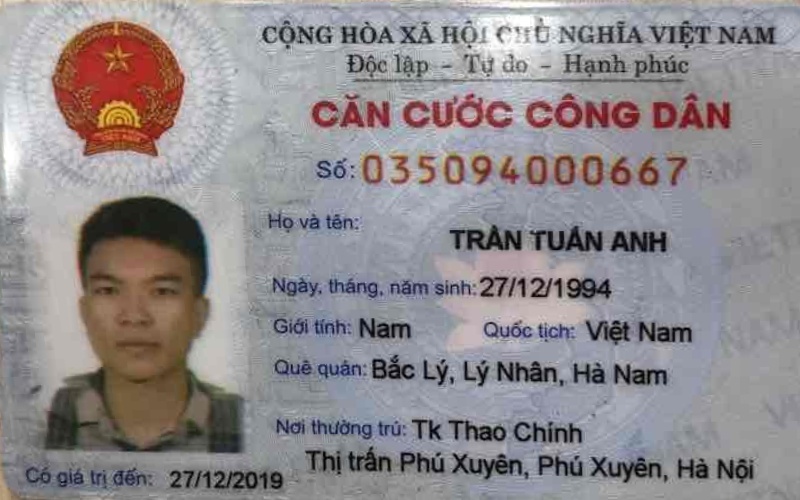 CỘNG HÒA XÃ HỘI CHỦ NGHĨA VIỆT NAM
Độc lập - Tự do - Hạnh phúc
CĂN CƯỚC CÔNG DÂN
Số: 035094000667
Họ và tên:
TRẦN TUẤN ANH
Ngày, tháng, năm sinh: 27/12/1994
Giới tính: Nam Quốc tịch: Việt Nam
Quê quán: Bắc Lý, Lý Nhân, Hà Nam
Nơi thường trú: Tk Thao Chính
Thị trấn Phú Xuyên, Phú Xuyên, Hà Nội
Có giá trị đến: 27/12/2019